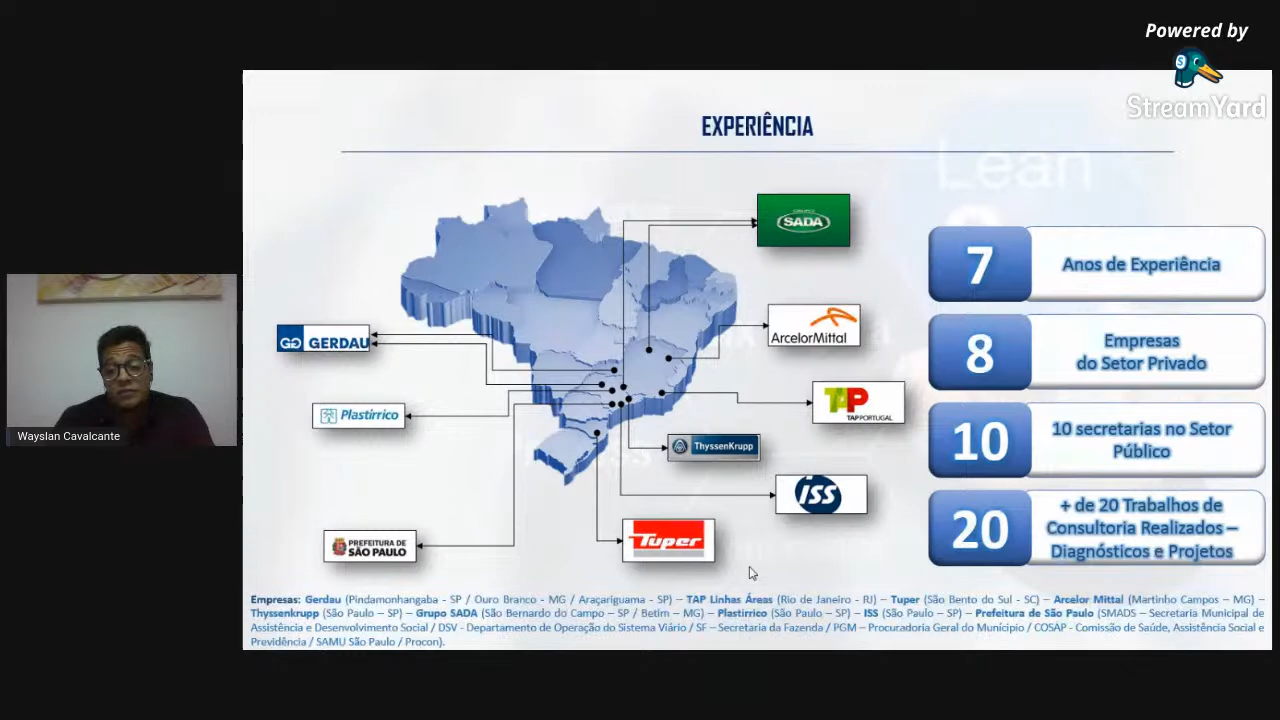 Powered by
StreamYard
EXPERIÊNCIA
Lean
SADA
GERDAU
ArcelorMittal
Plastírrico
TAP
TAP PORTUGAL
ThyssenKrupp
iSS
PREFEITURA DE
SÃO PAULO
Tuper
7
Anos de Experiência
8
Empresas
do Setor Privado
10
10 secretarias no Setor
Público
20
+ de 20 Trabalhos de
Consultoria Realizados –
Diagnósticos e Projetos
Wayslan Cavalcante
Empresas: Gerdau (Pindamonhangaba - SP / Ouro Branco - MG / Araçariguama - SP) – TAP Linhas Áreas (Rio de Janeiro - RJ) – Tuper (São Bento do Sul - SC) – Arcelor Mittal (Martinho Campos – MG) –
Thyssenkrupp (São Paulo – SP) – Grupo SADA (São Bernardo do Campo – SP / Betim – MG) – Plastirrico (São Paulo – SP) – ISS (São Paulo – SP) – Prefeitura de São Paulo (SMADS – Secretaria Municipal de
Assistência e Desenvolvimento Social / DSV - Departamento de Operação do Sistema Viário / SF – Secretaria da Fazenda / PGM – Procuradoria Geral do Município / COSAP - Comissão de Saúde, Assistência Social e
Previdência / SAMU São Paulo / Procon).